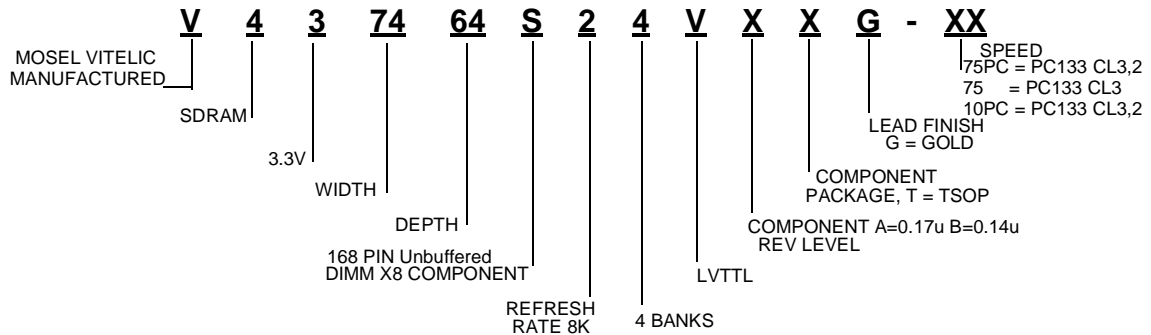 V 4 3 74 64 S 2 4 V X X G - XX
MOSEL VITELIC
MANUFACTURED
SDRAM
3.3V
WIDTH
DEPTH
168 PIN Unbuffered
DIMM X8 COMPONENT
REFRESH
RATE 8K
4 BANKS
LVTTL
COMPONENT A=0.17u B=0.14u
REV LEVEL
COMPONENT
PACKAGE, T = TSOP
LEAD FINISH
G = GOLD
SPEED
75PC = PC133 CL3,2
75 = PC133 CL3
10PC = PC133 CL3,2